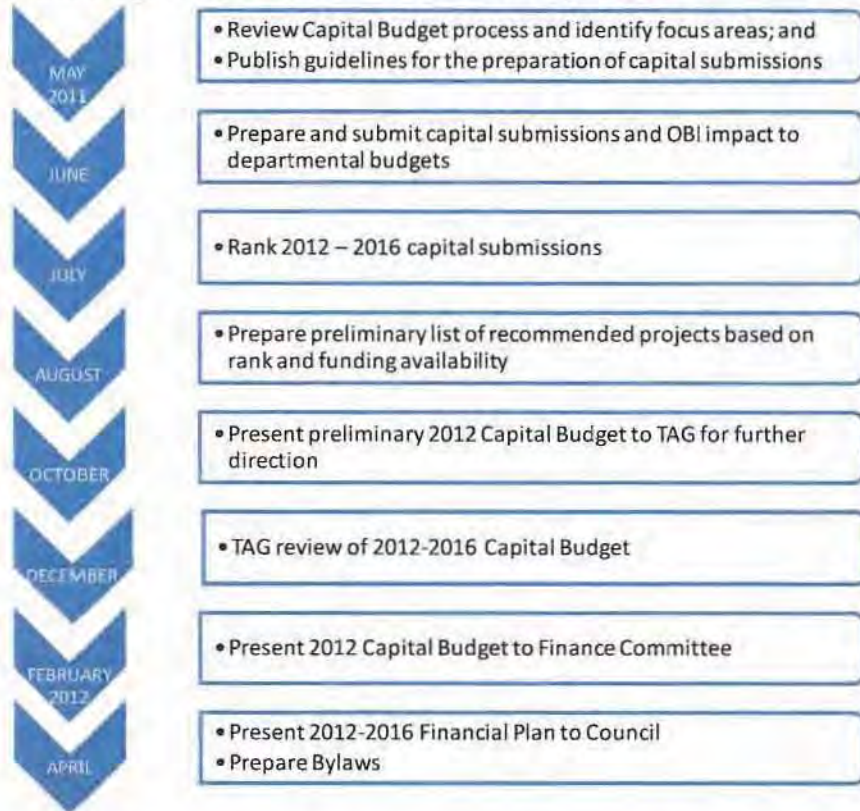 MAY
2011
• Review Capital Budget process and identify focus areas; and
• Publish guidelines for the preparation of capital submissions
JUNE
• Prepare and submit capital submissions and OBI impact to
departmental budgets
JULY
• Rank 2012 – 2016 capital submissions
AUGUST
• Prepare preliminary list of recommended projects based on
rank and funding availability
OCTOBER
• Present preliminary 2012 Capital Budget to TAG for further
direction
DECEMBER
• TAG review of 2012-2016 Capital Budget
FEBRUARY
2012
• Present 2012 Capital Budget to Finance Committee
APRIL
• Present 2012-2016 Financial Plan to Council
• Prepare Bylaws